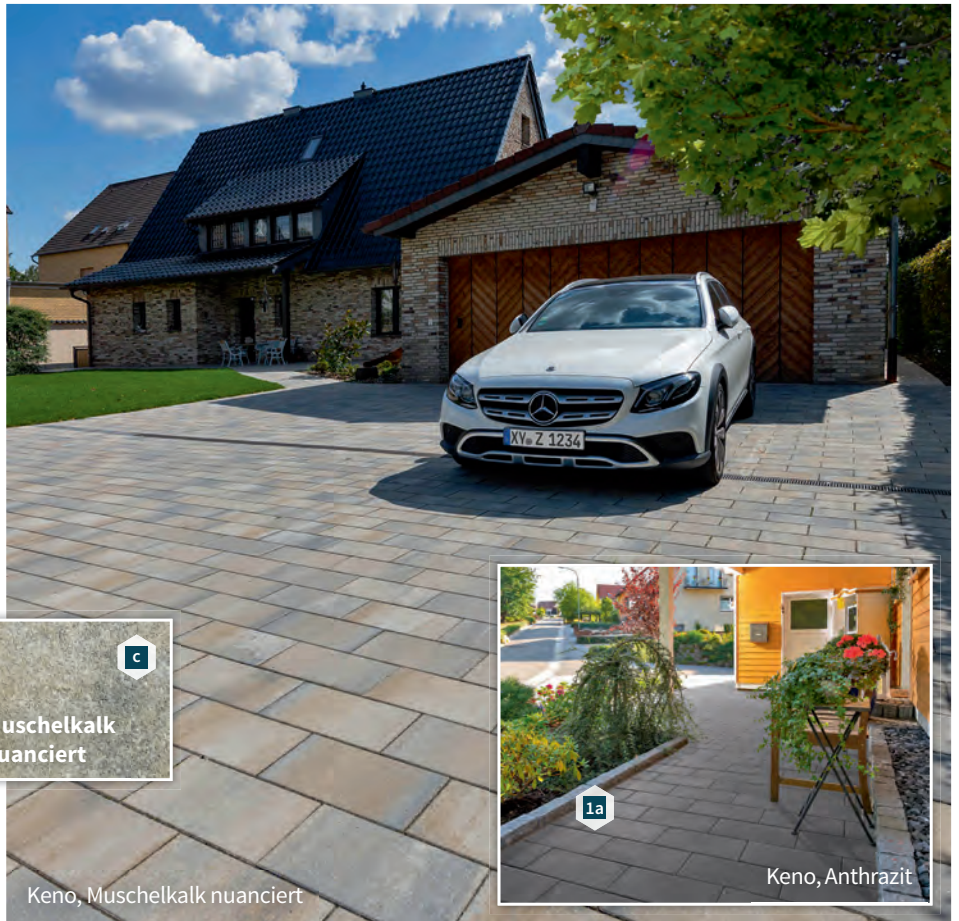 XY Z 1234
c
uschelkalk
uanciert
1a
Keno, Anthrazit
Keno, Muschelkalk nuanciert